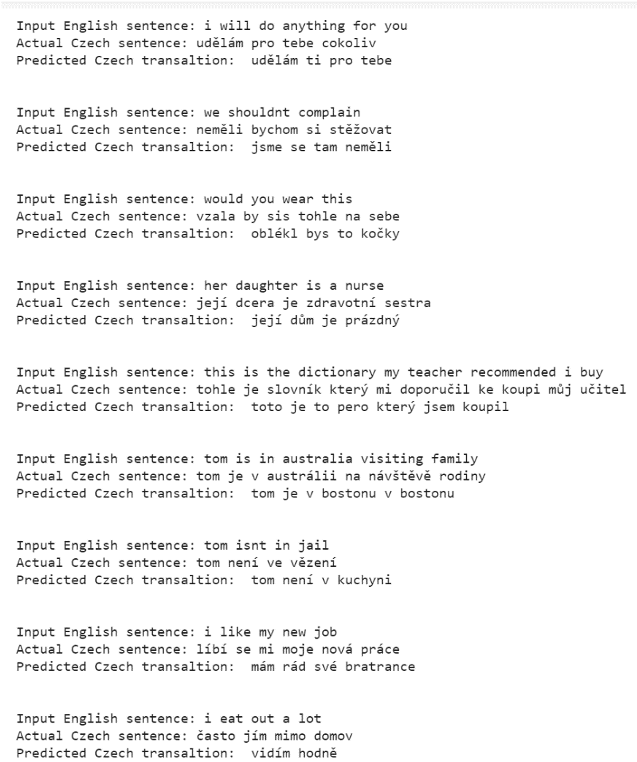 Input English sentence: i will do anything for you
Actual Czech sentence: udělám pro tebe cokoliv
Predicted Czech transaltion:  udělám ti pro tebe
Input English sentence: we shouldnt complain
Actual Czech sentence: neměli bychom si stěžovat
Predicted Czech transaltion:  jsme se tam neměli
Input English sentence: would you wear this
Actual Czech sentence: vzala by sis tohle na sebe
Predicted Czech transaltion:  oblékl bys to kočky
Input English sentence: her daughter is a nurse
Actual Czech sentence: její dcera je zdravotní sestra
Predicted Czech transaltion:  její dům je prázdný
Input English sentence: this is the dictionary my teacher recommended i buy
Actual Czech sentence: tohle je slovník který mi doporučil ke koupi můj učitel
Predicted Czech transaltion:  toto je to pero který jsem koupil
Input English sentence: tom is in australia visiting family
Actual Czech sentence: tom je v austrálii na návštěvě rodiny
Predicted Czech transaltion:  tom je v bostonu v bostonu
Input English sentence: tom isnt in jail
Actual Czech sentence: tom není ve vězení
Predicted Czech transaltion:  tom není v kuchyni
Input English sentence: i like my new job
Actual Czech sentence: líbí se mi moje nová práce
Predicted Czech transaltion:  mám rád své bratrance
Input English sentence: i eat out a lot
Actual Czech sentence: často jím mimo domov
Predicted Czech transaltion:  vidím hodně